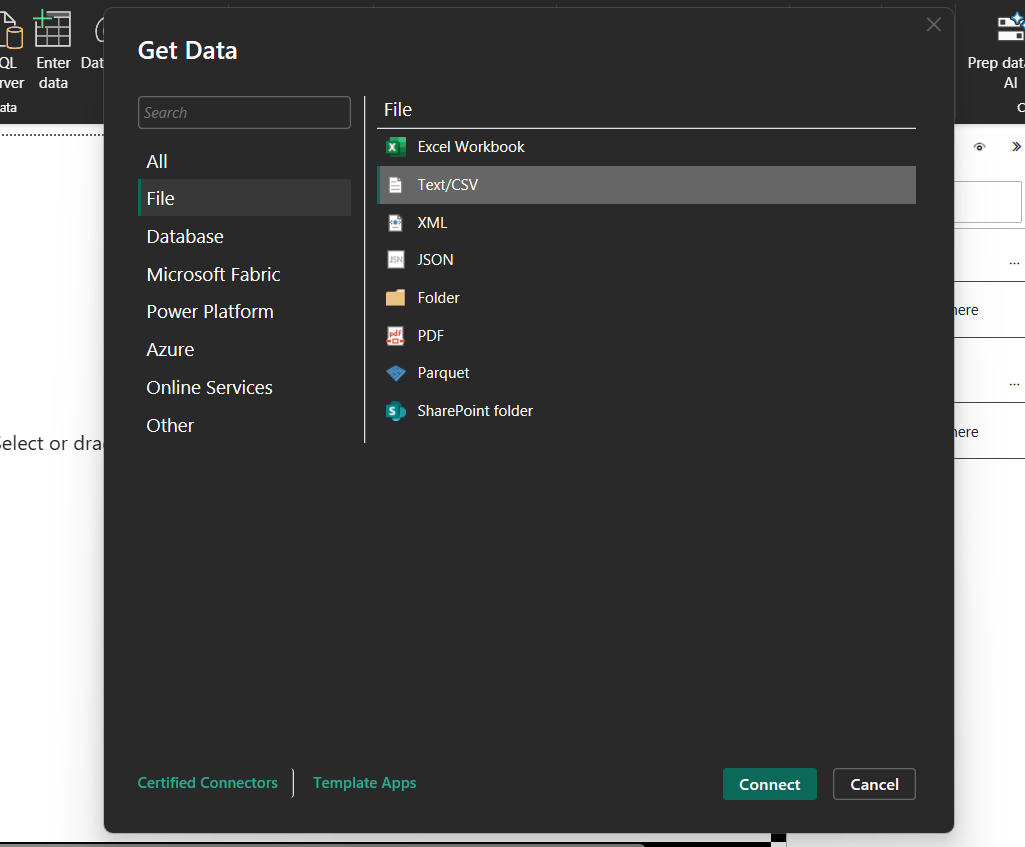 QL
Enter
Dat
rver
data
ata
Prep data
AI
Get Data
Search
All
File
Database
Microsoft Fabric
Power Platform
Azure
Online Services
Other
File
Excel Workbook
Text/CSV
XML
JSON
Folder
PDF
Parquet
SharePoint folder
Select or drag
here
...
here
...
Certified Connectors
Template Apps
Connect
Cancel